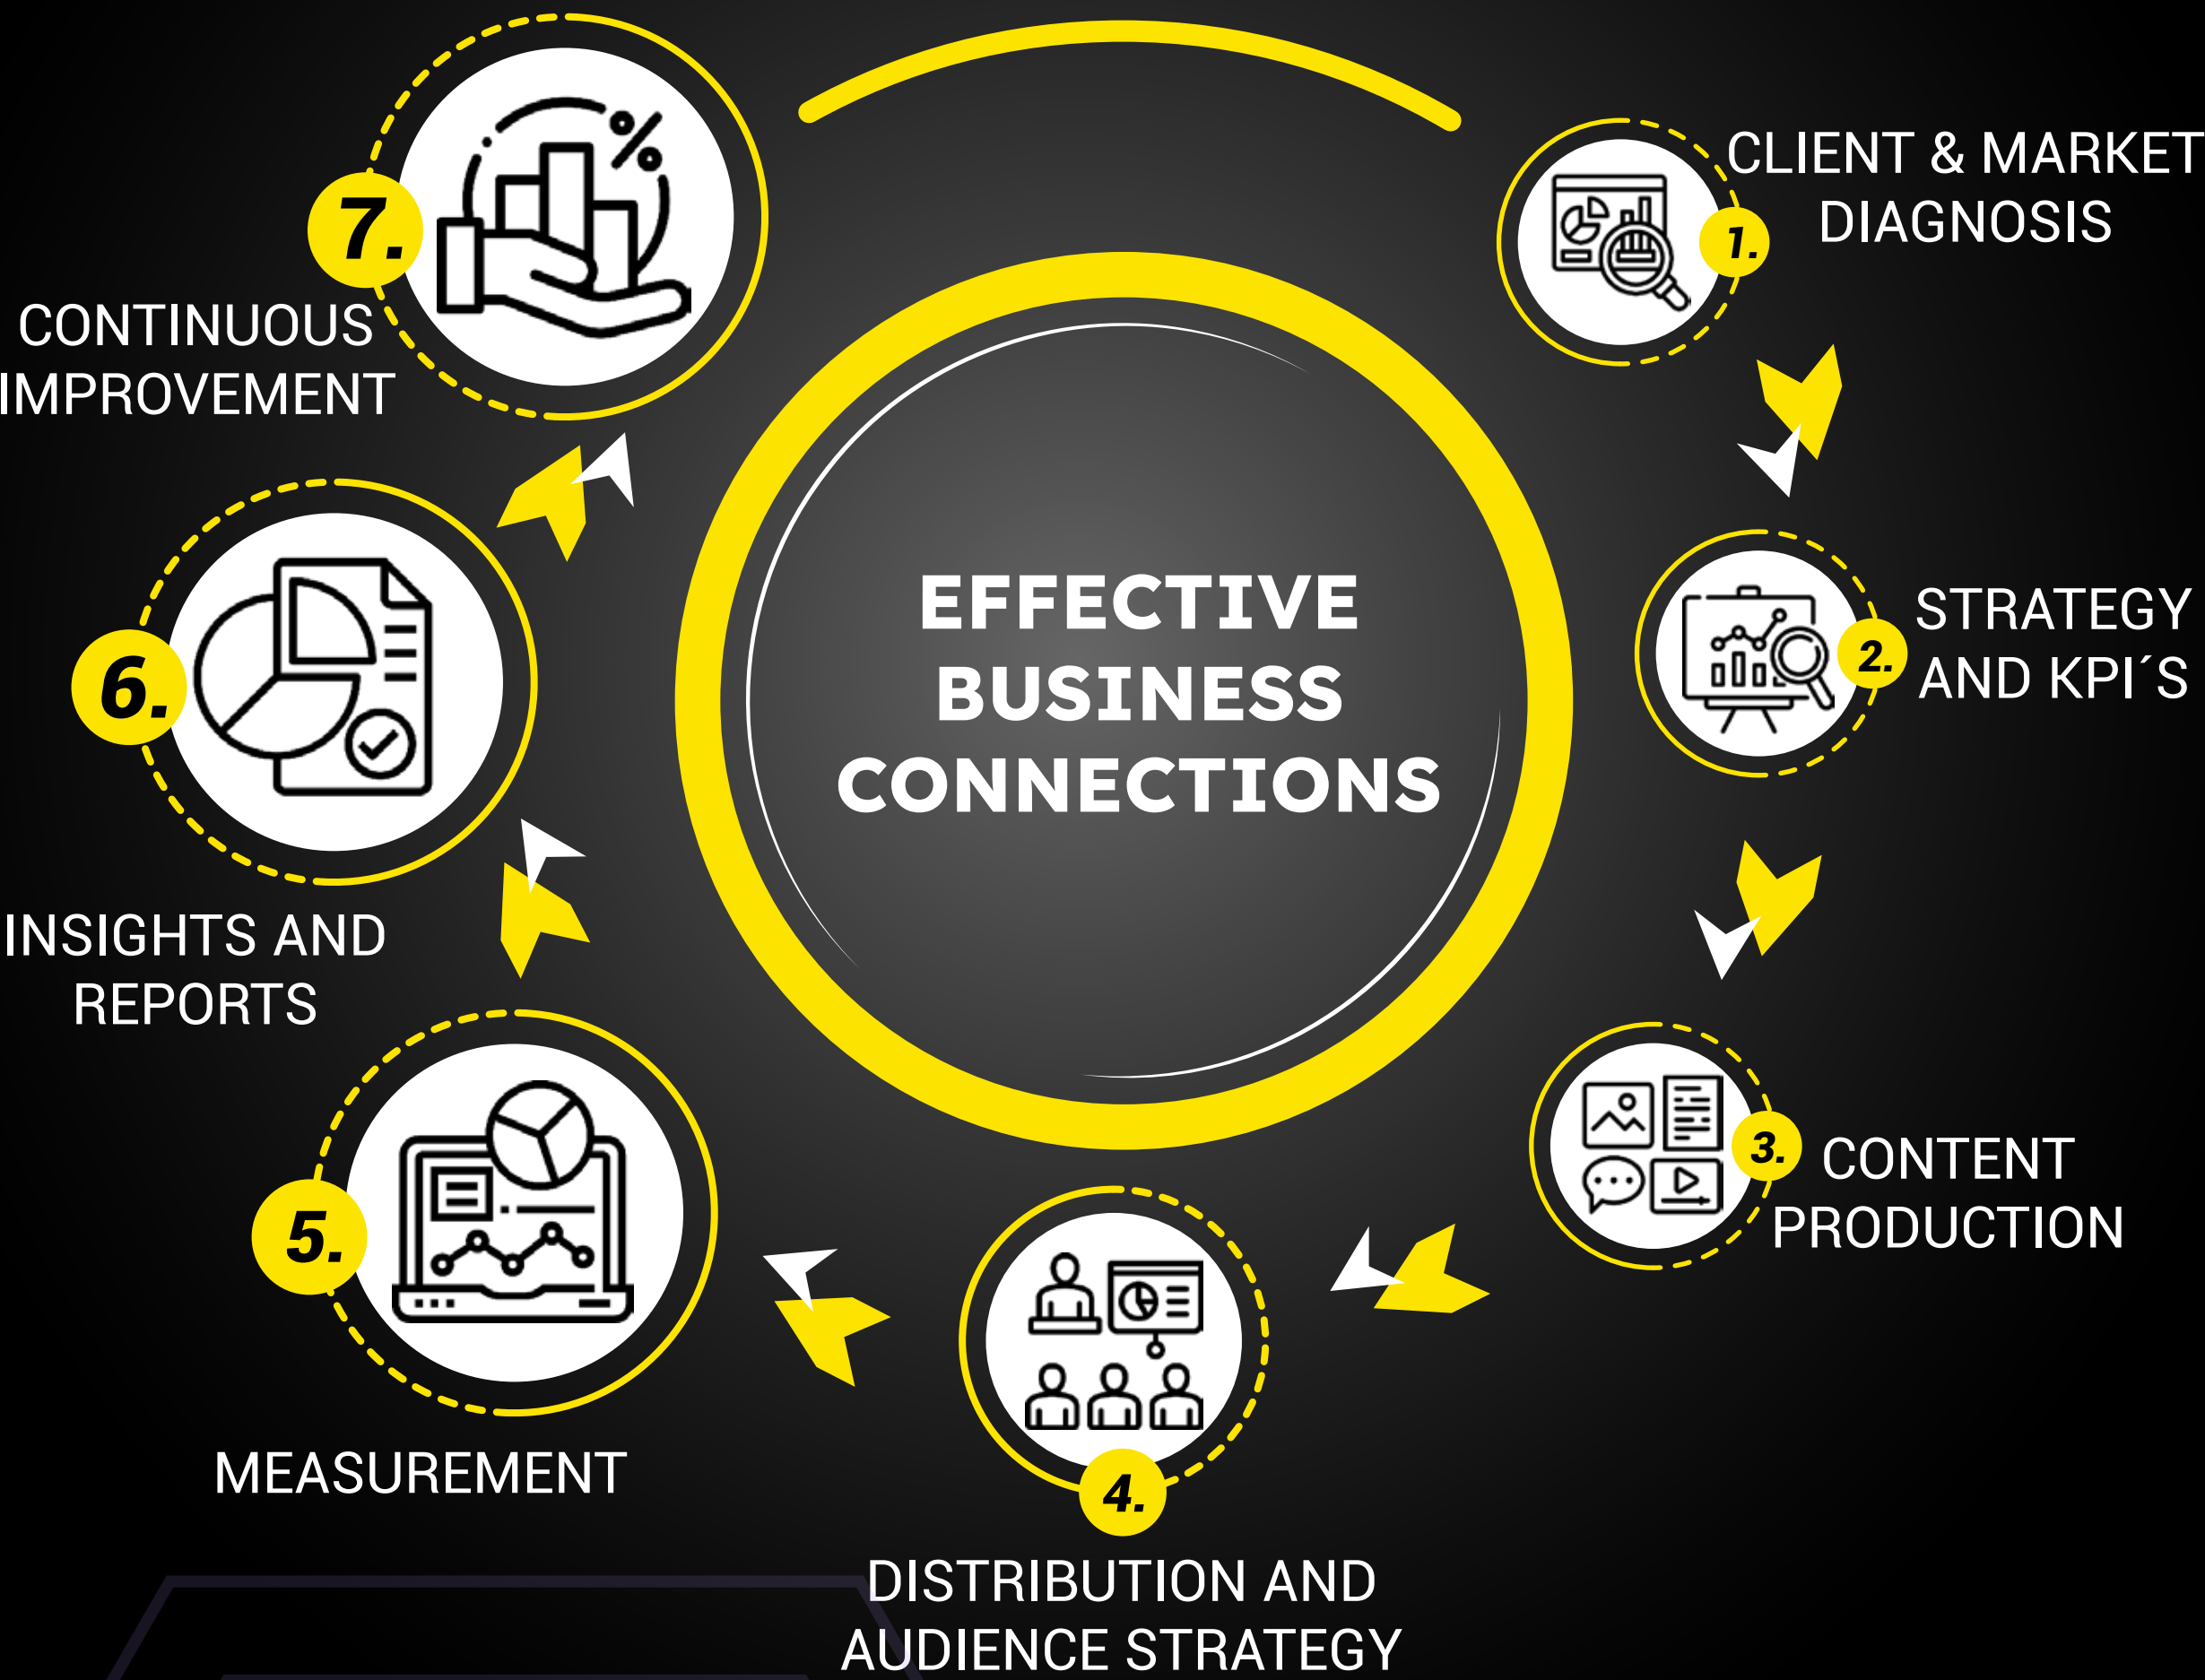 EFFECTIVE
BUSINESS
CONNECTIONS
1.
CLIENT & MARKET
DIAGNOSIS
2.
STRATEGY
AND KPI´S
3.
CONTENT
PRODUCTION
4.
DISTRIBUTION AND
AUDIENCE STRATEGY
5.
MEASUREMENT
6.
INSIGHTS AND
REPORTS
7.
CONTINUOUS
IMPROVEMENT
%